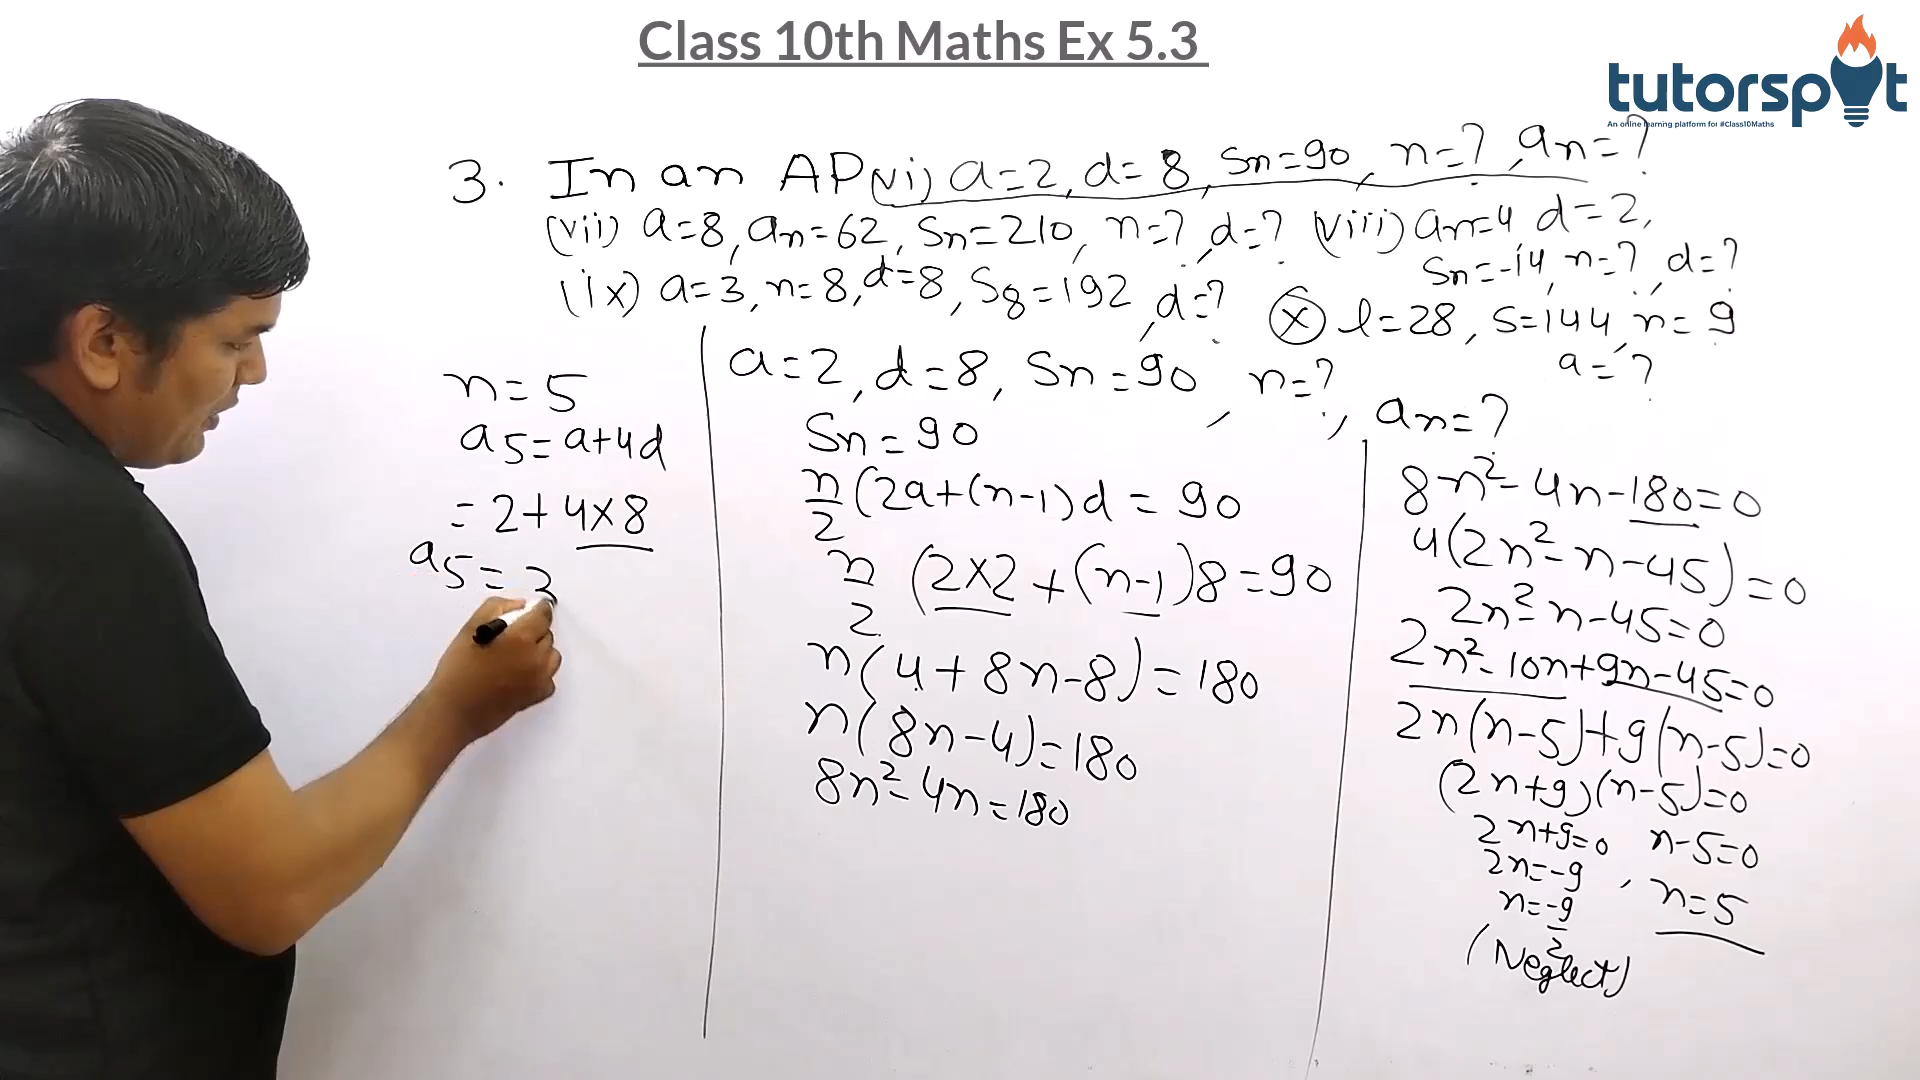 Class 10th Maths Ex 5.3
tutorspot
An online learning platform for #Class10Maths
3. In an AP (vi) a=2, d=8, Sn=90, n=?, an=?
(vii) a=8, an=62, Sn=210, n=?, d=? (viii) an=4 d=2,
Sn=-14, n=?, d=?
(ix) a=3, n=8, d=8, S8=192, d=? (x) l=28, S=144, n=9
a=?
n=5
a5=a+4d
=2+4×8
a5=3
a=2, d=8, Sn=90, n=?, an=?
Sn=90
n/2(2a+(n-1)d=90
n/2(2×2+(n-1)8=90
n(4+8n-8)=180
n(8n-4)=180
8n²-4n=180
8n²-4n-180=0
4(2n²-n-45)=0
2n²-n-45=0
2n²-10n+9n-45=0
2n(n-5)+9(n-5)=0
(2n+9)(n-5)=0
2n+9=0 n-5=0
2n=-9, n=5
n=-9/2
(Neglect)